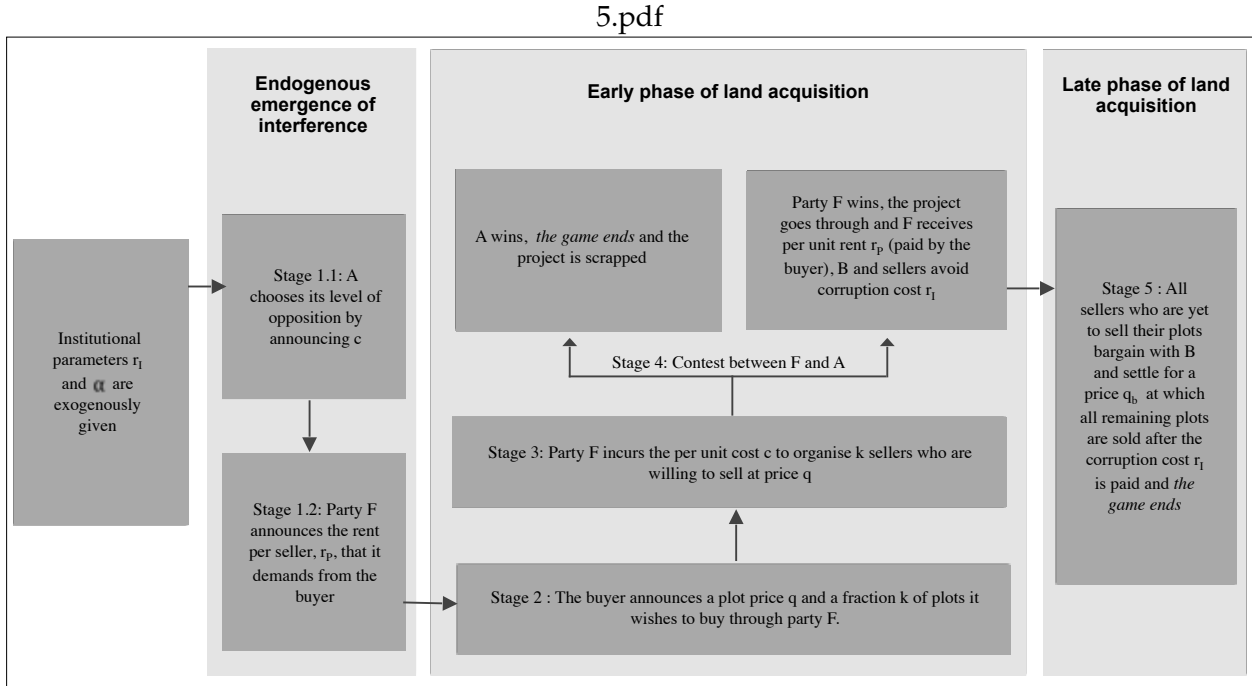 5.pdf
Endogenous
emergence of
interference
Early phase of land acquisition
Late phase of land
acquisition
Institutional
parameters r_I
and α are
exogenously
given
Stage 1.1: A
chooses its level of
opposition by
announcing c
Stage 1.2: Party F
announces the rent
per seller, r_P, that it
demands from the
buyer
A wins, the game ends and the
project is scrapped
Party F wins, the project
goes through and F receives
per unit rent r_P (paid by the
buyer), B and sellers avoid
corruption cost r_I
Stage 4: Contest between F and A
Stage 3: Party F incurs the per unit cost c to organise k sellers who are
willing to sell at price q
Stage 2 : The buyer announces a plot price q and a fraction k of plots it
wishes to buy through party F.
Stage 5 : All
sellers who are yet
to sell their plots
bargain with B
and settle for a
price q_b at which
all remaining plots
are sold after the
corruption cost r_I
is paid and the
game ends